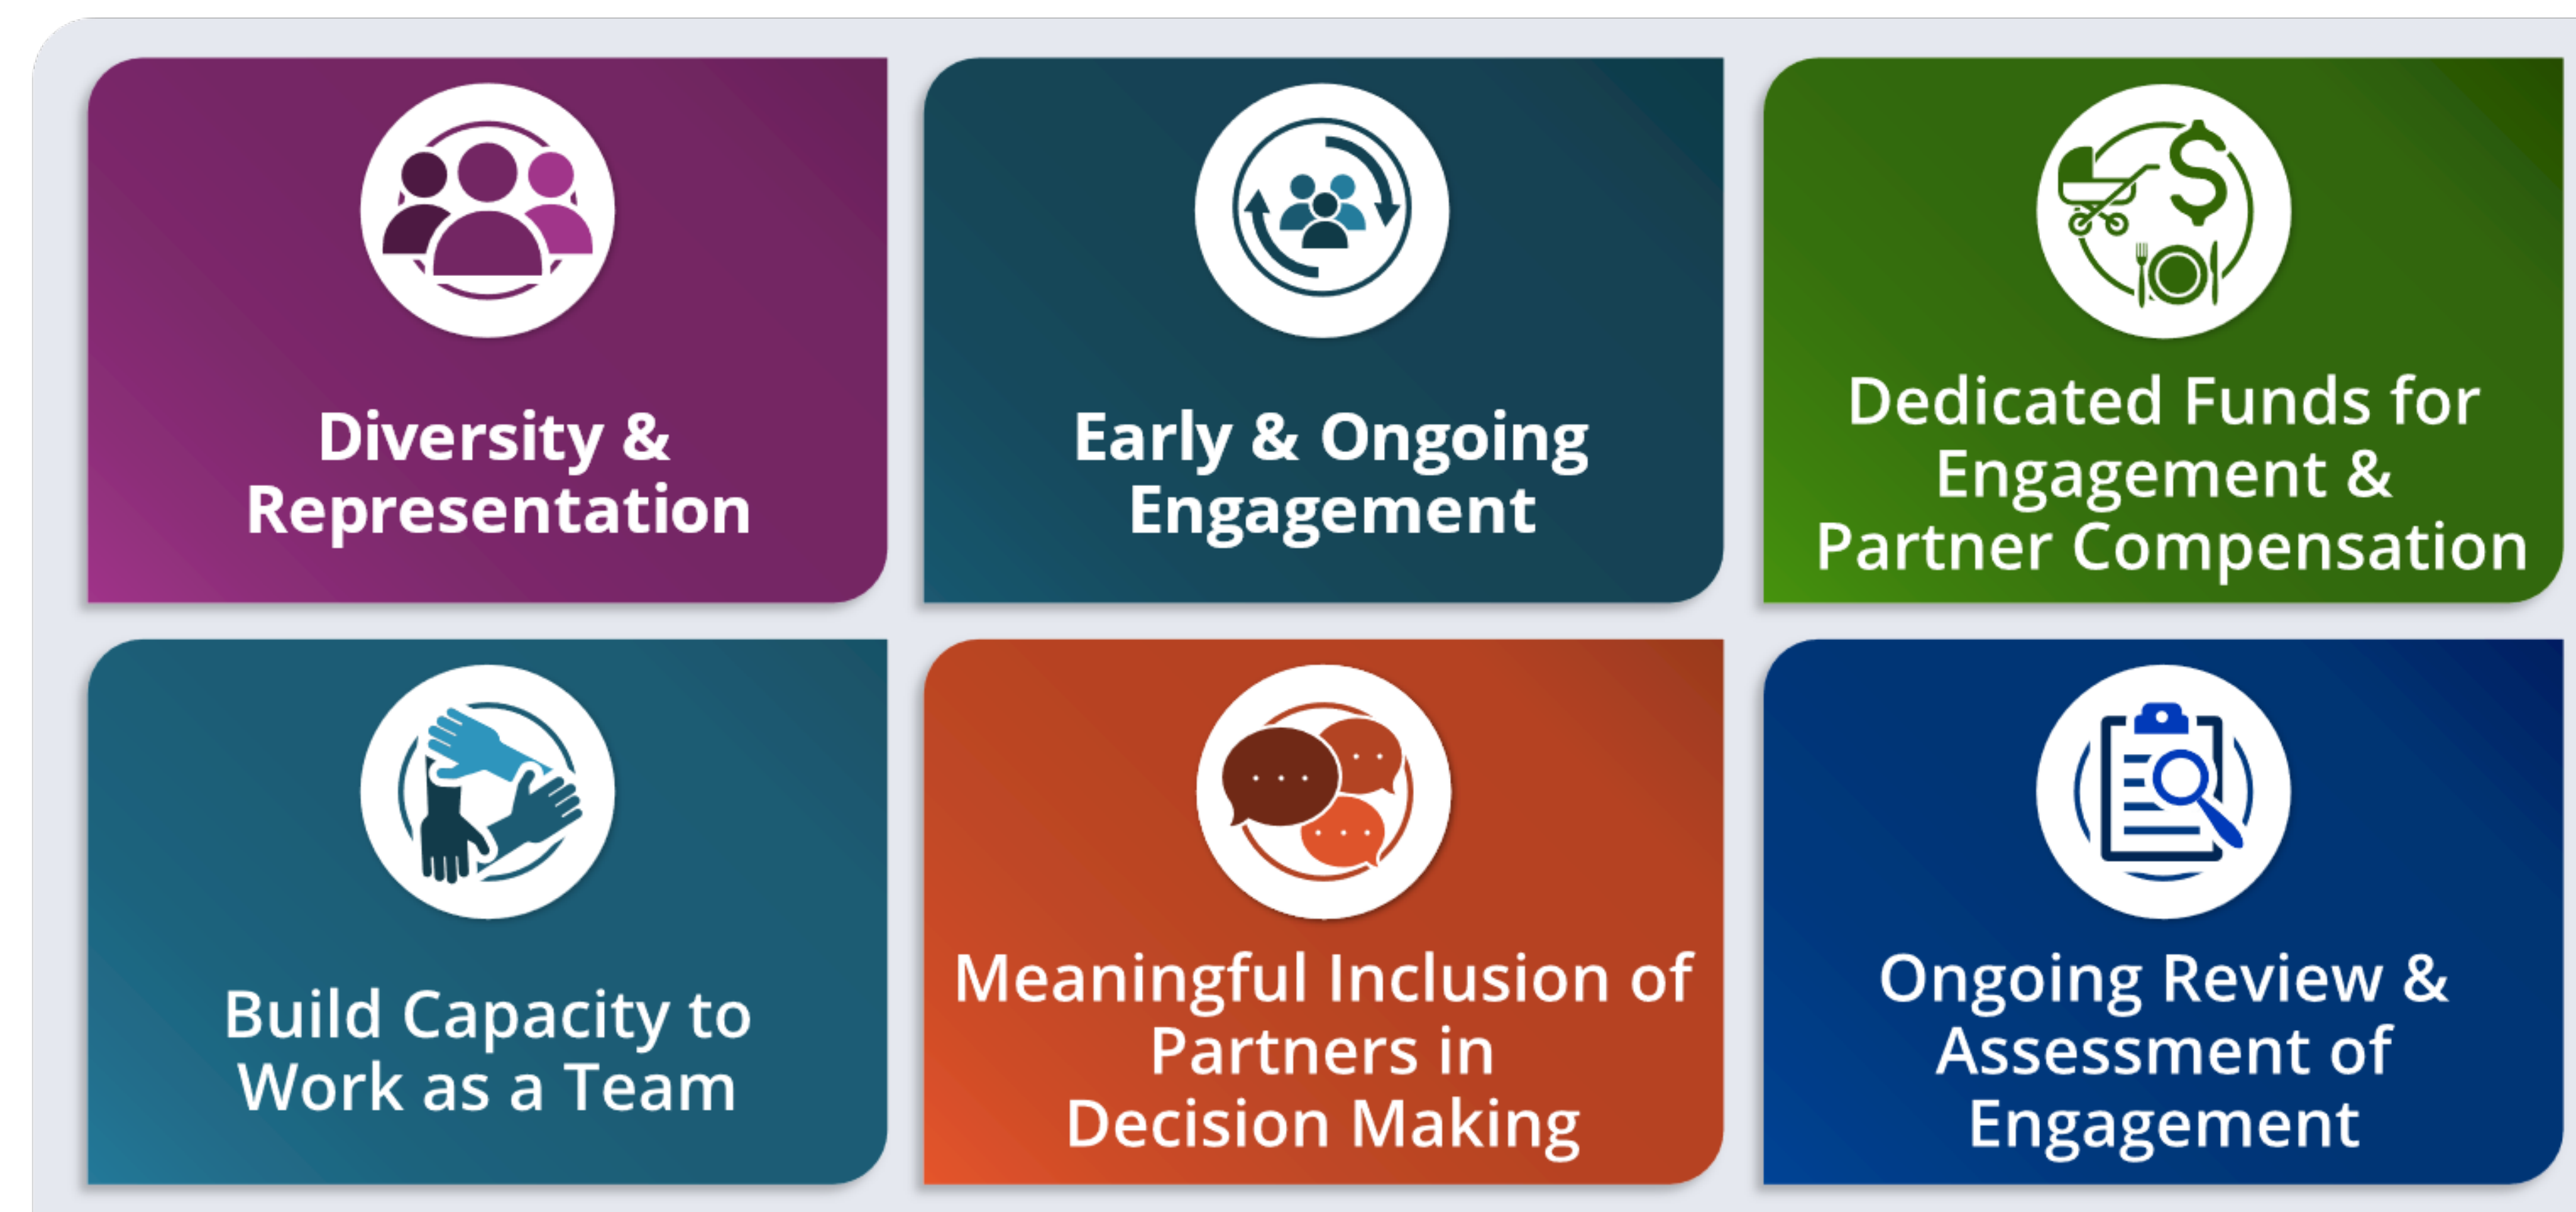 Diversity &
Representation
Early & Ongoing
Engagement
Dedicated Funds for
Engagement &
Partner Compensation
Build Capacity to
Work as a Team
Meaningful Inclusion of
Partners in
Decision Making
Ongoing Review &
Assessment of
Engagement